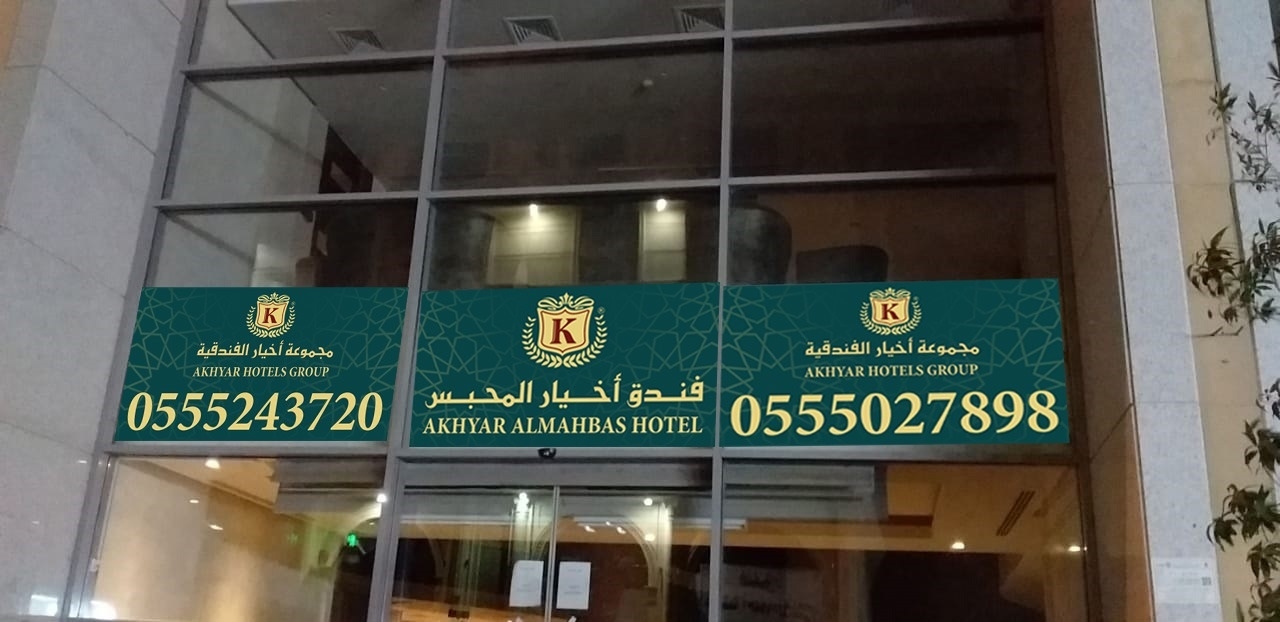 K
مجموعة أخيار الفندقية
AKHYAR HOTELS GROUP
0555243720
K
فندق أخيار المحبس
AKHYAR ALMAHBAS HOTEL
K
مجموعة أخيار الفندقية
AKHYAR HOTELS GROUP
0555027898